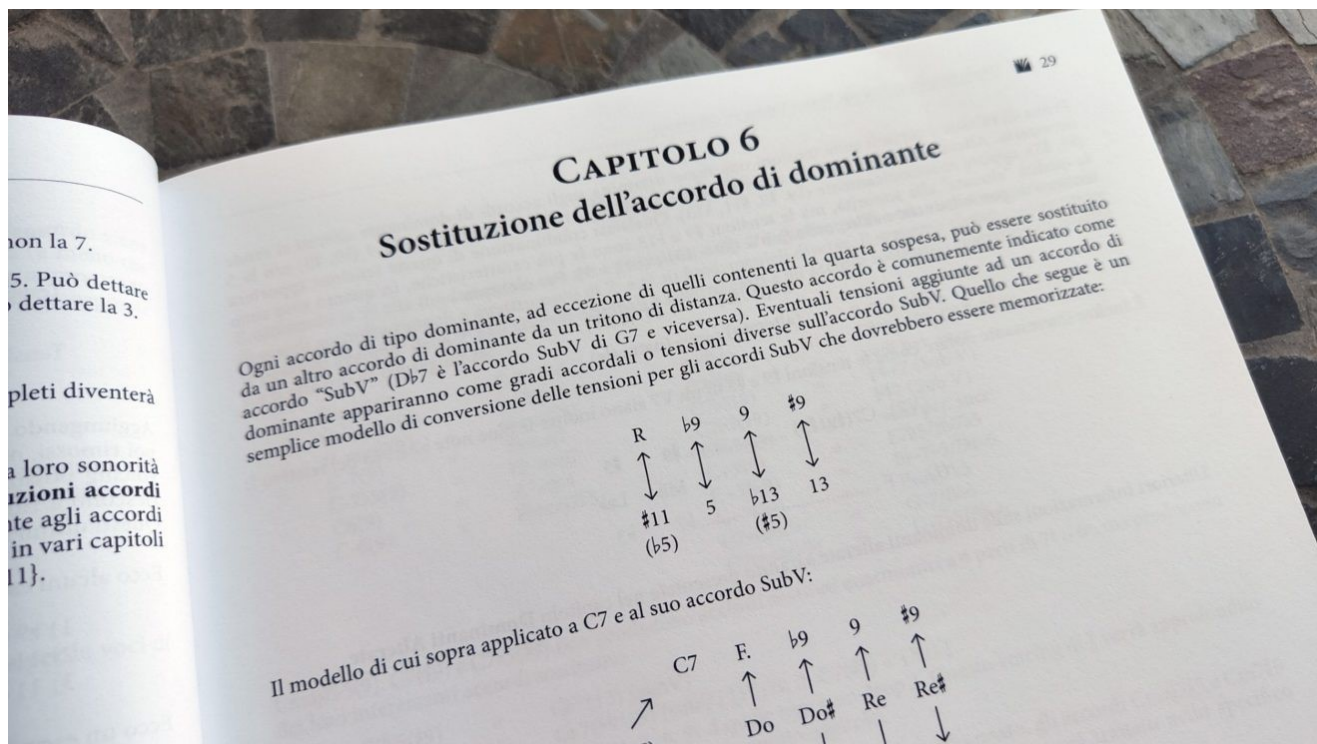 non la 7.
5. Può dettare
dettare la 3.
pleti diventerà
a loro sonorità
uzioni accordi
nte agli accordi
in vari capitoli
11}.
29
CAPITOLO 6
Sostituzione dell’accordo di dominante
Ogni accordo di tipo dominante, ad eccezione di quelli contenenti la quarta sospesa, può essere sostituito
da un altro accordo di dominante da un tritono di distanza. Questo accordo è comunemente indicato come
accordo “SubV” (D♭7 è l’accordo SubV di G7 e viceversa). Eventuali tensioni aggiunte ad un accordo di
dominante appariranno come gradi accordali o tensioni diverse sull’accordo SubV. Quello che segue è un
semplice modello di conversione delle tensioni per gli accordi SubV che dovrebbero essere memorizzate:
R ♭9 9 ♯9
♯11 5 ♭13 13
(♭5) (♯5)
Il modello di cui sopra applicato a C7 e al suo accordo SubV:
C7 F. ♭9 9 ♯9
Do Do♯ Re Re♯